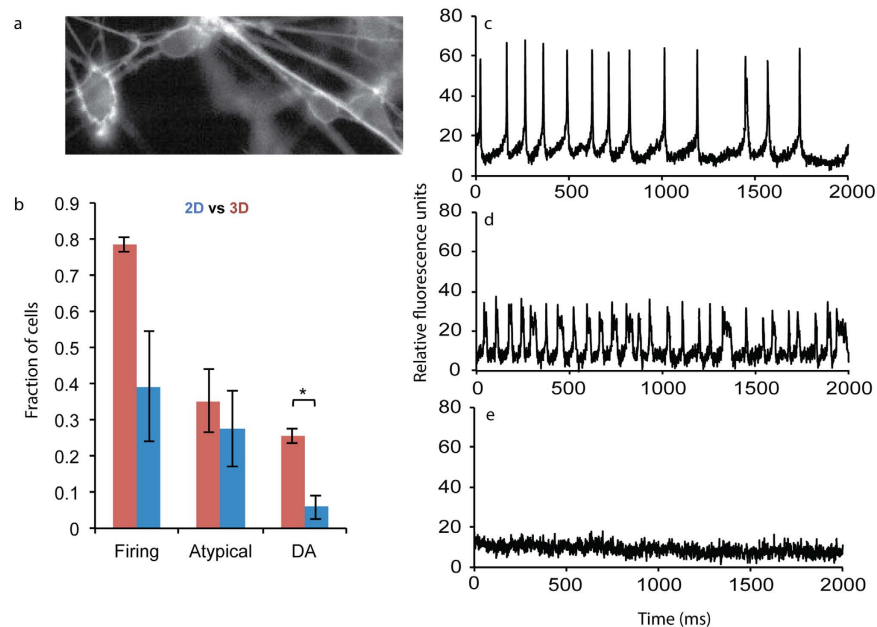 a
b
2D vs 3D
0.9
0.8
0.7
0.6
0.5
0.4
0.3
0.2
0.1
0
Fraction of cells
*
Firing Atypical DA
c
80
60
40
20
0
0 500 1000 1500 2000
d
80
60
40
20
0
0 500 1000 1500 2000
Relative fluorescence units
e
80
60
40
20
0
0 500 1000 1500 2000
Time (ms)